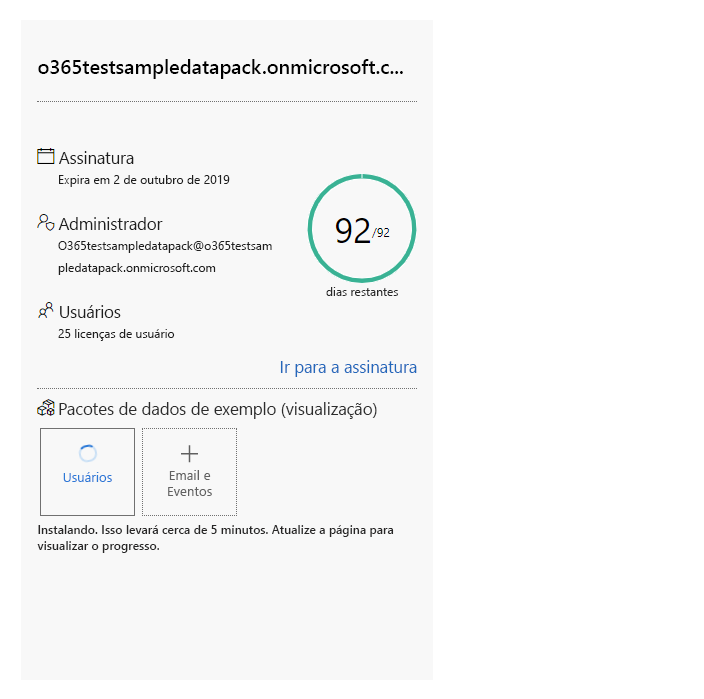 o365testsampledatapack.onmicrosoft.c...
Assinatura
Expira em 2 de outubro de 2019
Administrador
O365testsampledatapack@o365testsam
pledatapack.onmicrosoft.com
92/92
dias restantes
Usuários
25 licenças de usuário
Ir para a assinatura
Pacotes de dados de exemplo (visualização)
Usuários
Email e
Eventos
Instalando. Isso levará cerca de 5 minutos. Atualize a página para
visualizar o progresso.